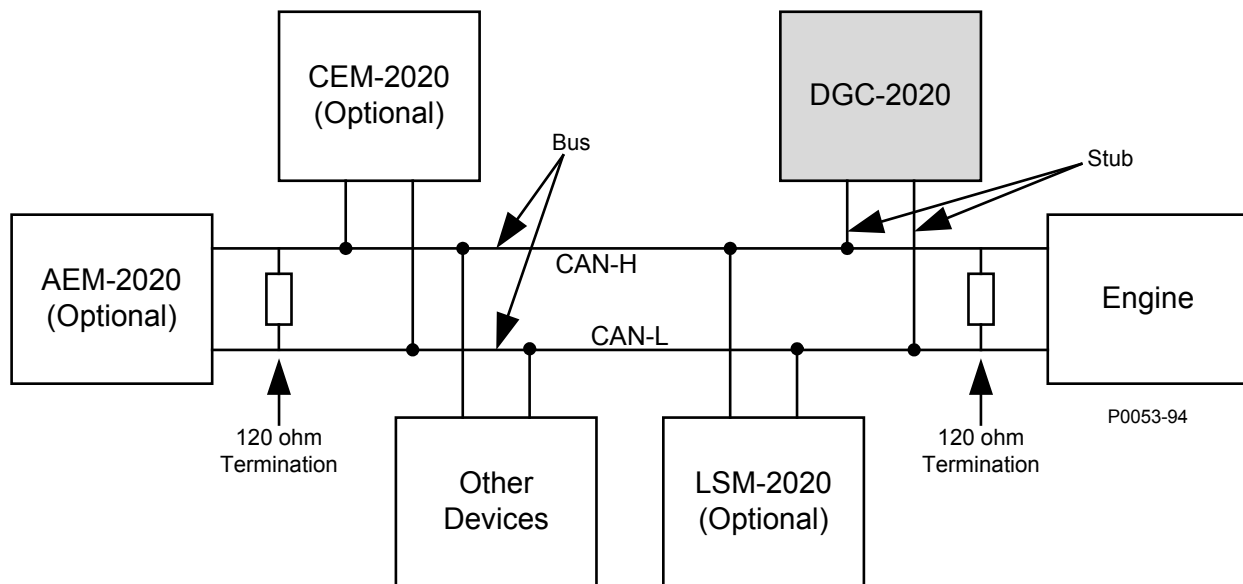 CEM-2020
(Optional)
DGC-2020
Bus
Stub
AEM-2020
(Optional)
CAN-H
CAN-L
Engine
P0053-94
120 ohm
Termination
120 ohm
Termination
Other
Devices
LSM-2020
(Optional)